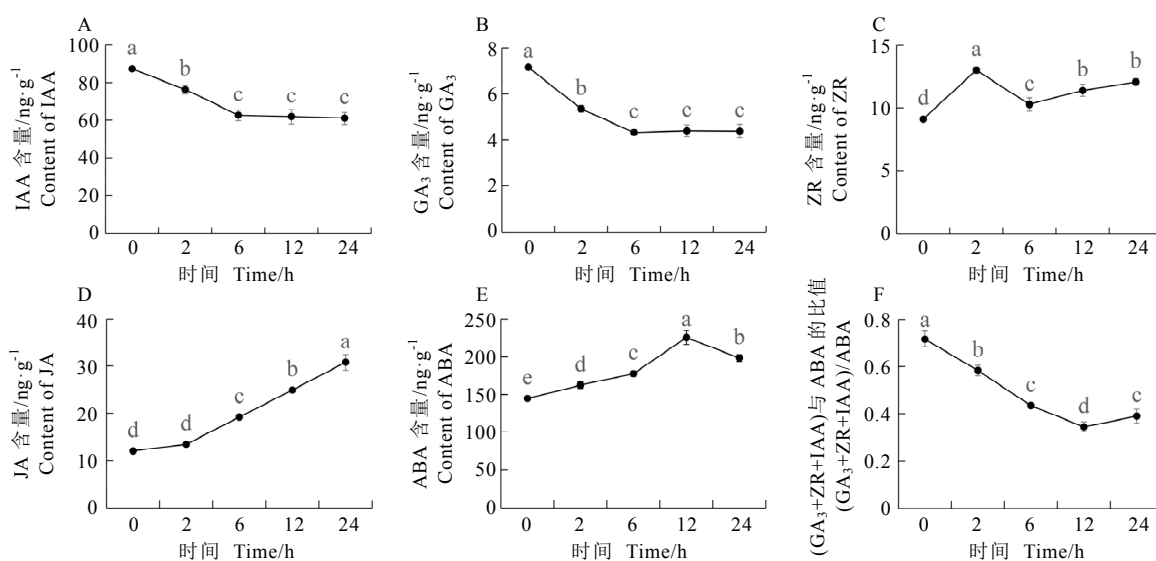 A
IAA 含量/ng·g⁻¹
Content of IAA
100
80
60
40
20
0
a
b
c
c
c
0 2 6 12 24
时间 Time/h
B
GA₃ 含量/ng·g⁻¹
Content of GA₃
8
6
4
2
0
a
b
c
c
c
0 2 6 12 24
时间 Time/h
C
ZR 含量/ng·g⁻¹
Content of ZR
15
10
5
0
d
a
c
b
b
0 2 6 12 24
时间 Time/h
D
JA 含量/ng·g⁻¹
Content of JA
40
30
20
10
0
d
d
c
b
a
0 2 6 12 24
时间 Time/h
E
ABA 含量/ng·g⁻¹
Content of ABA
250
200
150
100
50
0
e
d
c
a
b
0 2 6 12 24
时间 Time/h
F
(GA₃+ZR+IAA)与 ABA 的比值
(GA₃+ZR+IAA)/ABA
0.8
0.6
0.4
0.2
0
a
b
c
d
c
0 2 6 12 24
时间 Time/h